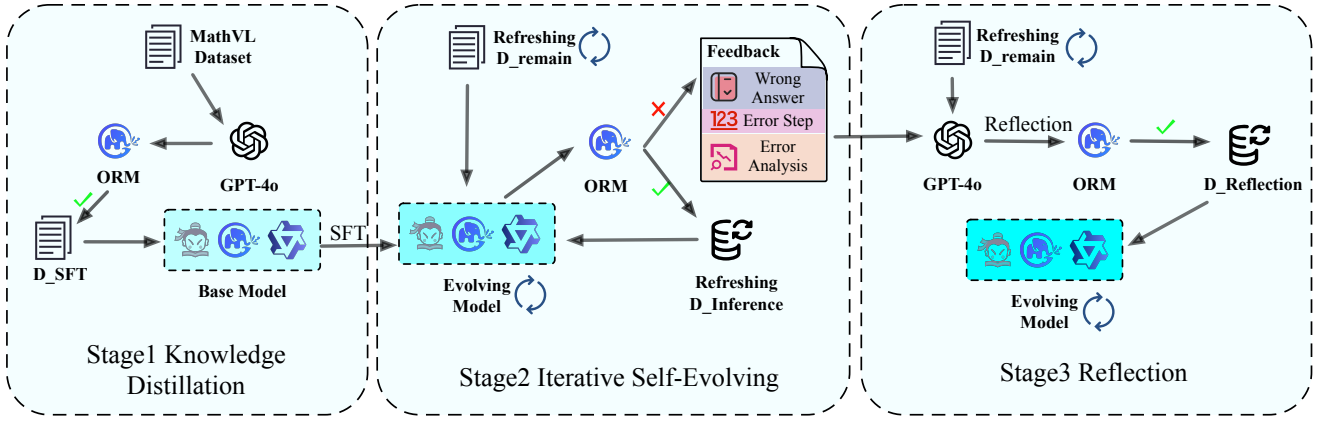 MathVL
Dataset
ORM
GPT-4o
D_SFT
Base Model
SFT
Stage1 Knowledge
Distillation
Refreshing
D_remain
Feedback
Wrong
Answer
123 Error Step
Error
Analysis
ORM
Evolving
Model
Refreshing
D_Inference
Stage2 Iterative Self-Evolving
Refreshing
D_remain
Reflection
GPT-4o
ORM
D_Reflection
Evolving
Model
Stage3 Reflection